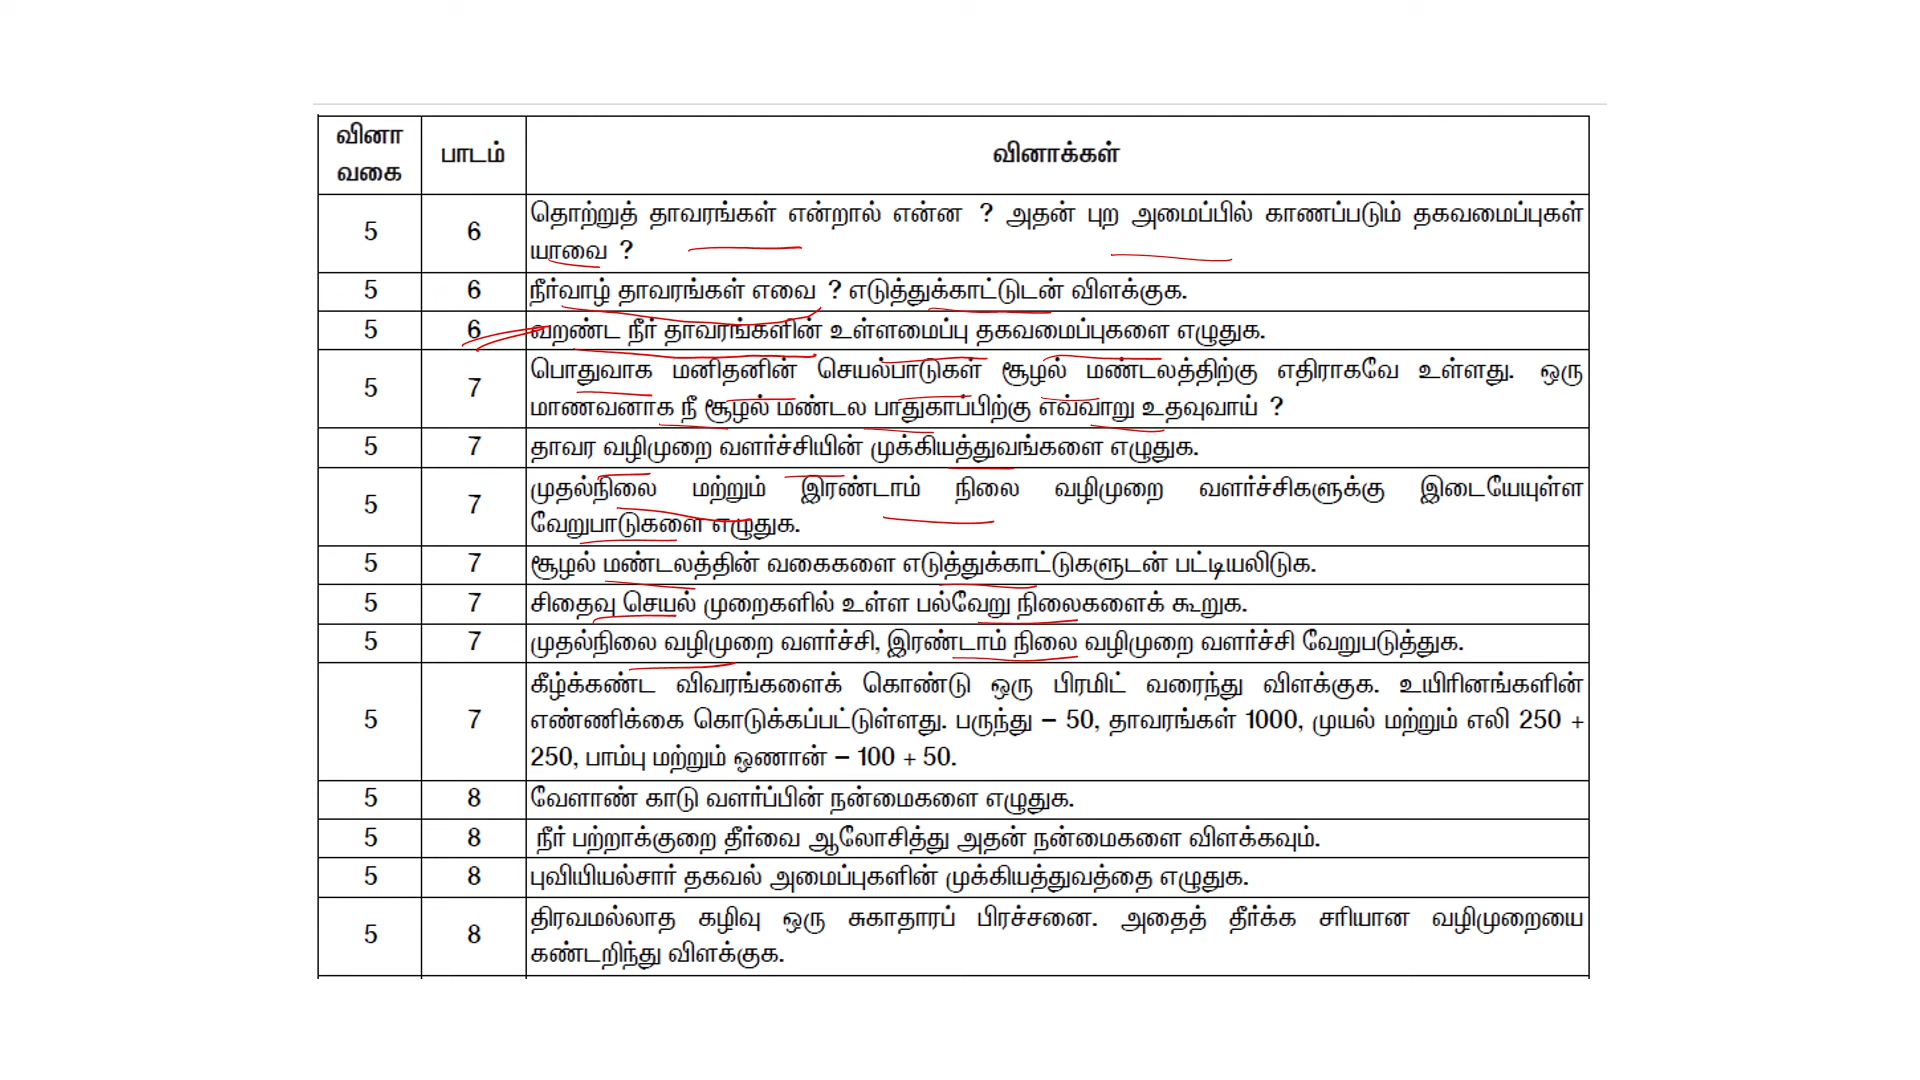 வினா வகை | பாடம் | வினாக்கள்
5 | 6 | தொற்றுத் தாவரங்கள் என்றால் என்ன ? அதன் புற அமைப்பில் காணப்படும் தகவமைப்புகள்
யாவை ?
5 | 6 | நீர்வாழ் தாவரங்கள் எவை ? எடுத்துக்காட்டுடன் விளக்குக.
5 | 6 | வறண்ட நீர் தாவரங்களின் உள்ளமைப்பு தகவமைப்புகளை எழுதுக.
5 | 7 | பொதுவாக மனிதனின் செயல்பாடுகள் சூழல் மண்டலத்திற்கு எதிராகவே உள்ளது. ஒரு
மாணவனாக நீ சூழல் மண்டல பாதுகாப்பிற்கு எவ்வாறு உதவுவாய் ?
5 | 7 | தாவர வழிமுறை வளர்ச்சியின் முக்கியத்துவங்களை எழுதுக.
5 | 7 | முதல்நிலை மற்றும் இரண்டாம் நிலை வழிமுறை வளர்ச்சிகளுக்கு இடையேயுள்ள
வேறுபாடுகளை எழுதுக.
5 | 7 | சூழல் மண்டலத்தின் வகைகளை எடுத்துக்காட்டுகளுடன் பட்டியலிடுக.
5 | 7 | சிதைவு செயல் முறைகளில் உள்ள பல்வேறு நிலைகளைக் கூறுக.
5 | 7 | முதல்நிலை வழிமுறை வளர்ச்சி, இரண்டாம் நிலை வழிமுறை வளர்ச்சி வேறுபடுத்துக.
5 | 7 | கீழ்க்கண்ட விவரங்களைக் கொண்டு ஒரு பிரமிட் வரைந்து விளக்குக. உயிரினங்களின்
எண்ணிக்கை கொடுக்கப்பட்டுள்ளது. பருந்து – 50, தாவரங்கள் 1000, முயல் மற்றும் எலி 250 +
250, பாம்பு மற்றும் ஓணான் – 100 + 50.
5 | 8 | வேளாண் காடு வளர்ப்பின் நன்மைகளை எழுதுக.
5 | 8 | நீர் பற்றாக்குறை தீர்வை ஆலோசித்து அதன் நன்மைகளை விளக்கவும்.
5 | 8 | புவியியல்சார் தகவல் அமைப்புகளின் முக்கியத்துவத்தை எழுதுக.
5 | 8 | திரவமல்லாத கழிவு ஒரு சுகாதாரப் பிரச்சனை. அதைத் தீர்க்க சரியான வழிமுறையை
கண்டறிந்து விளக்குக.